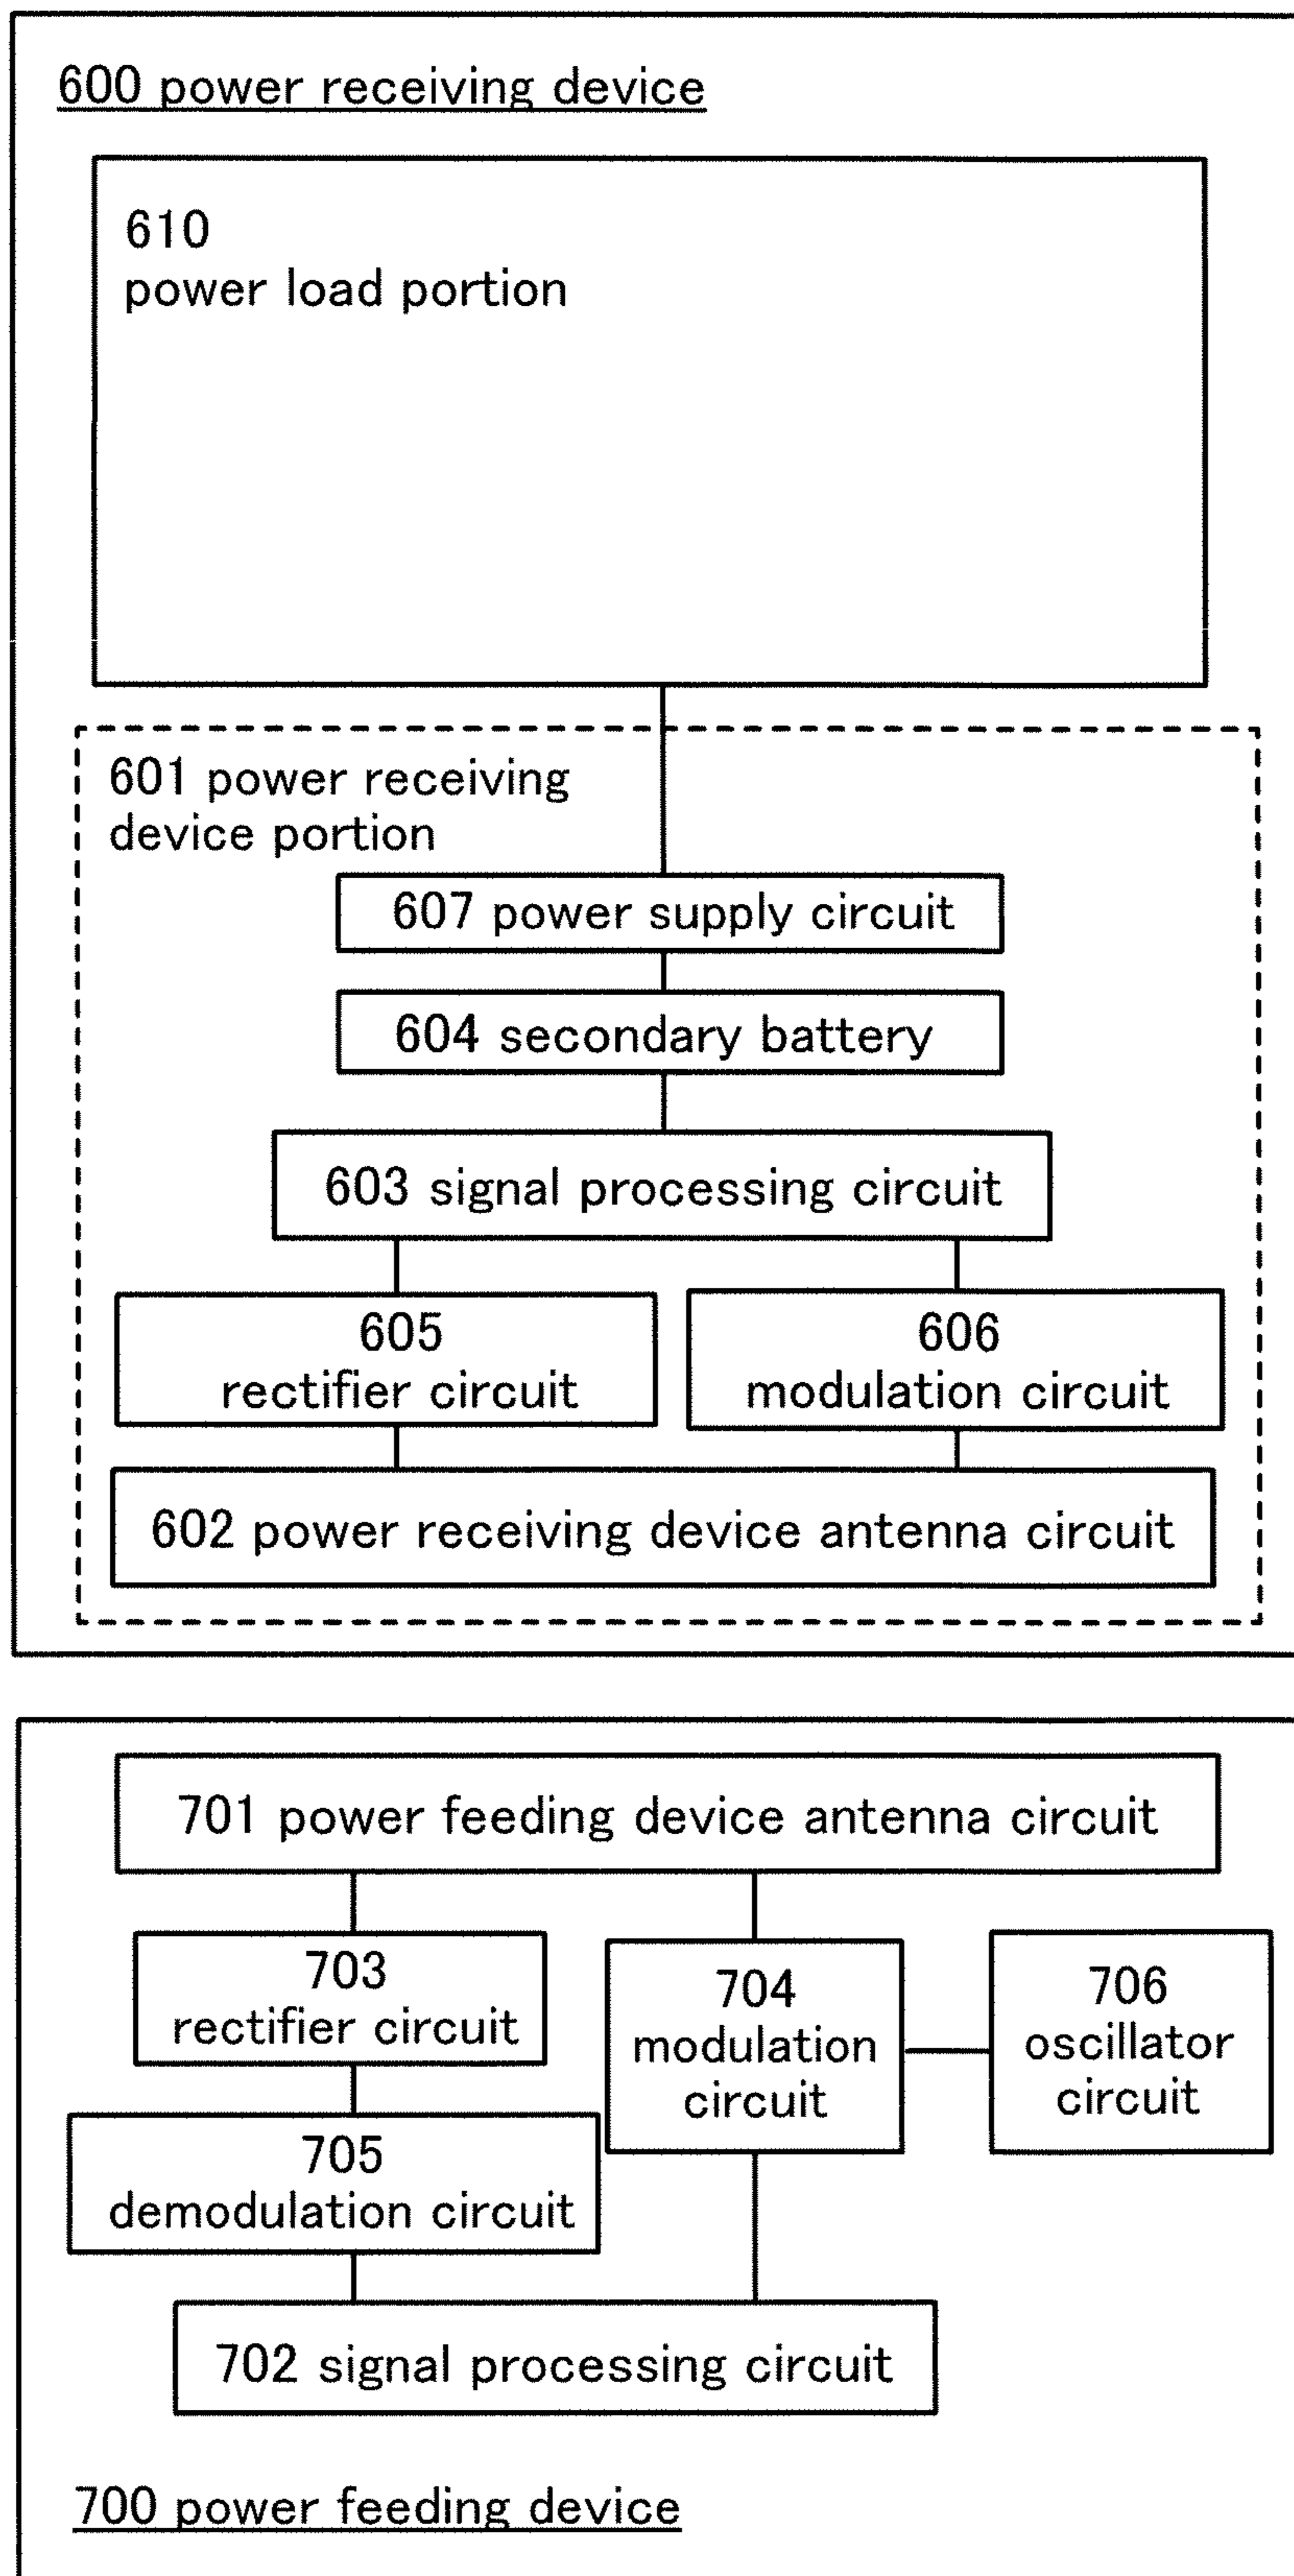 600 power receiving device
610
power load portion
601 power receiving
device portion
607 power supply circuit
604 secondary battery
603 signal processing circuit
605
rectifier circuit
606
modulation circuit
602 power receiving device antenna circuit
701 power feeding device antenna circuit
703
rectifier circuit
704
modulation
circuit
706
oscillator
circuit
705
demodulation circuit
702 signal processing circuit
700 power feeding device